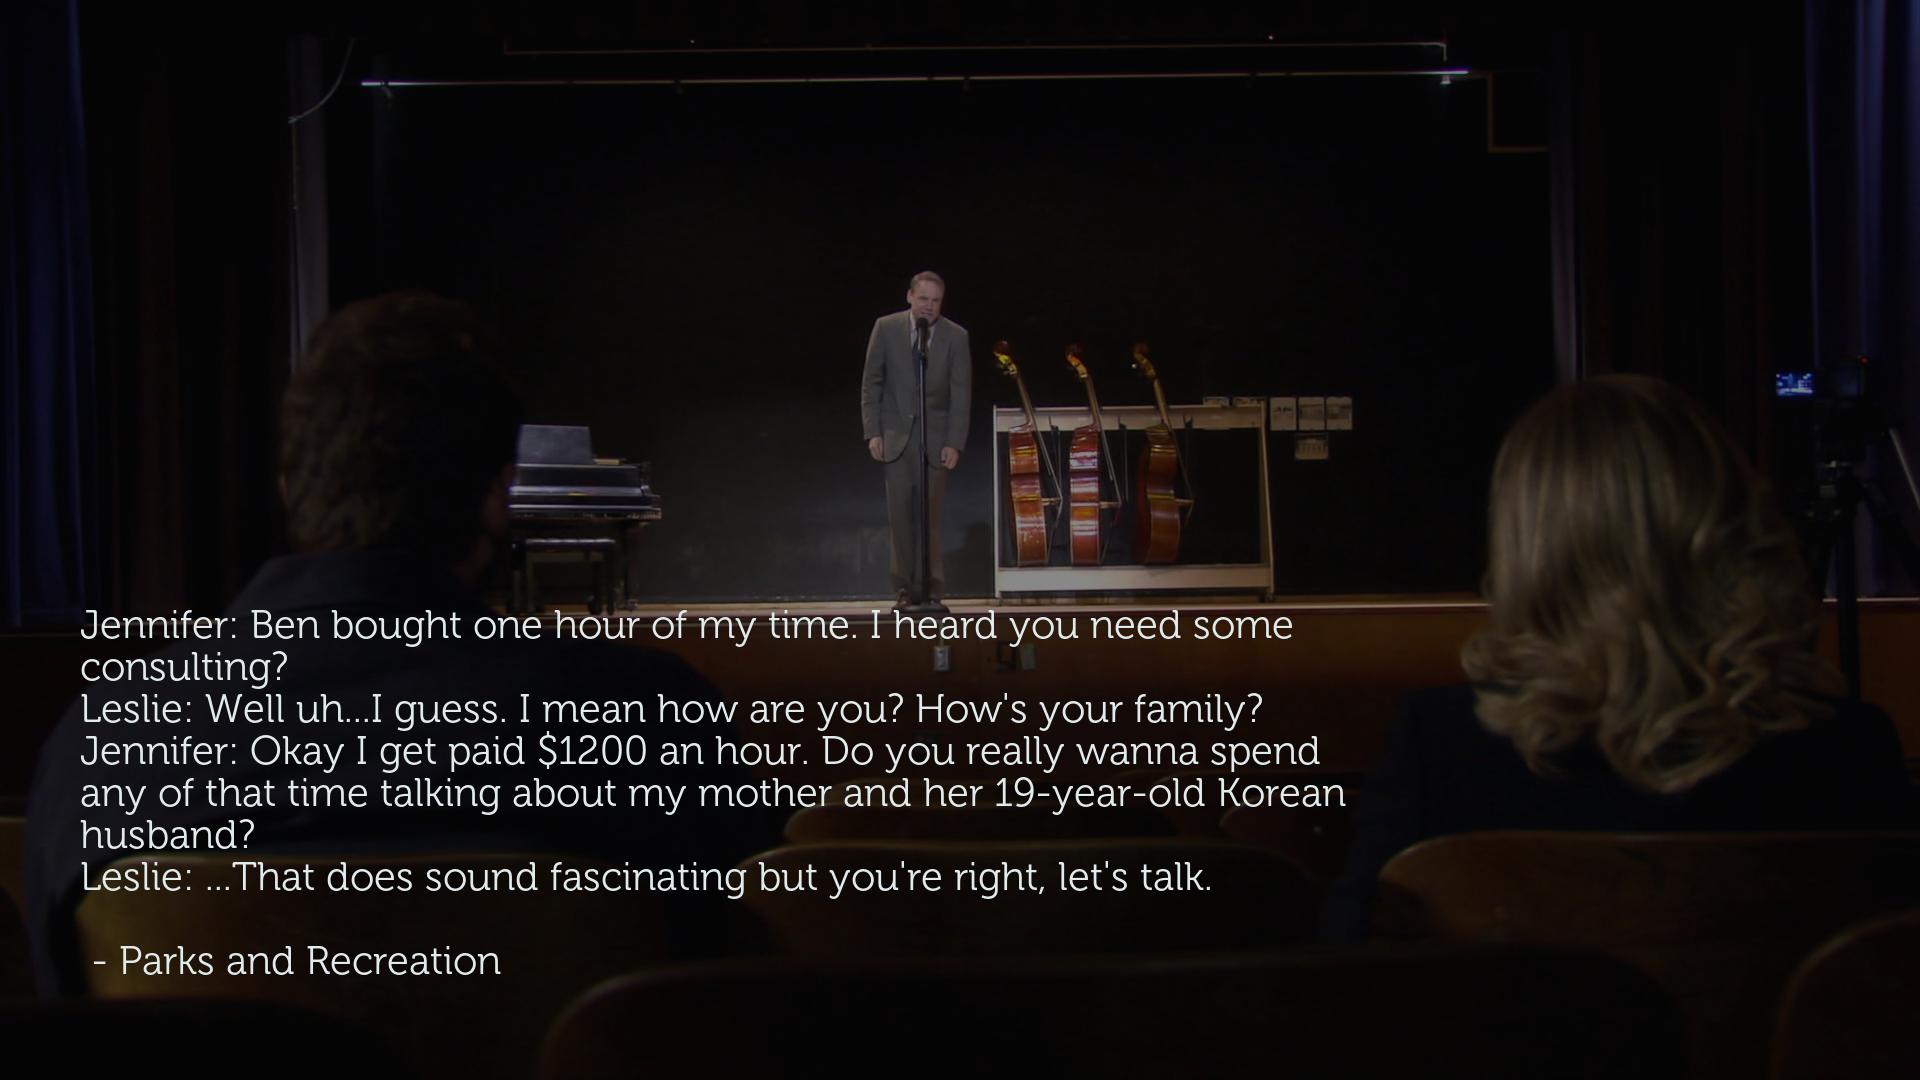 Jennifer: Ben bought one hour of my time. I heard you need some
consulting?
Leslie: Well uh...I guess. I mean how are you? How's your family?
Jennifer: Okay I get paid $1200 an hour. Do you really wanna spend
any of that time talking about my mother and her 19-year-old Korean
husband?
Leslie: ...That does sound fascinating but you're right, let's talk.
- Parks and Recreation